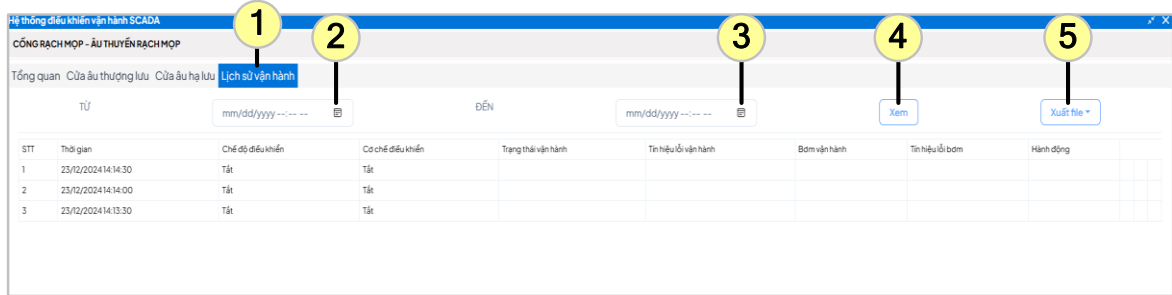 Hệ thống điều khiển vận hành SCADA
CỐNG RẠCH MỌP - ÂU THUYỀN RẠCH MỌP
1 2 3 4 5
Tổng quan Cửa âu thượng lưu Cửa âu hạ lưu Lịch sử vận hành
TỪ mm/dd/yyyy --:-- -- ĐẾN mm/dd/yyyy --:-- -- Xem Xuất file
STT Thời gian Chế độ điều khiển Cơ chế điều khiển Trạng thái vận hành Tín hiệu lỗi vận hành Bơm vận hành Tín hiệu lỗi bơm Hành động
1 23/12/2024 14:14:30 Tắt Tắt
2 23/12/2024 14:14:00 Tắt Tắt
3 23/12/2024 14:13:30 Tắt Tắt